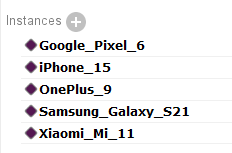 Instances
Google_Pixel_6
iPhone_15
OnePlus_9
Samsung_Galaxy_S21
Xiaomi_Mi_11